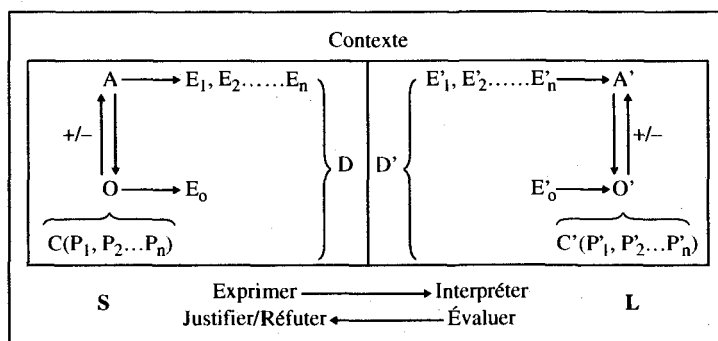 Contexte
A E₁, E₂......Eₙ E'₁, E'₂......E'ₙ A'
+/– D D' +/–
O Eₒ E'ₒ O'
C(P₁, P₂...Pₙ) C'(P'₁, P'₂...P'ₙ)
S Exprimer Interpréter L
Justifier/Réfuter Évaluer